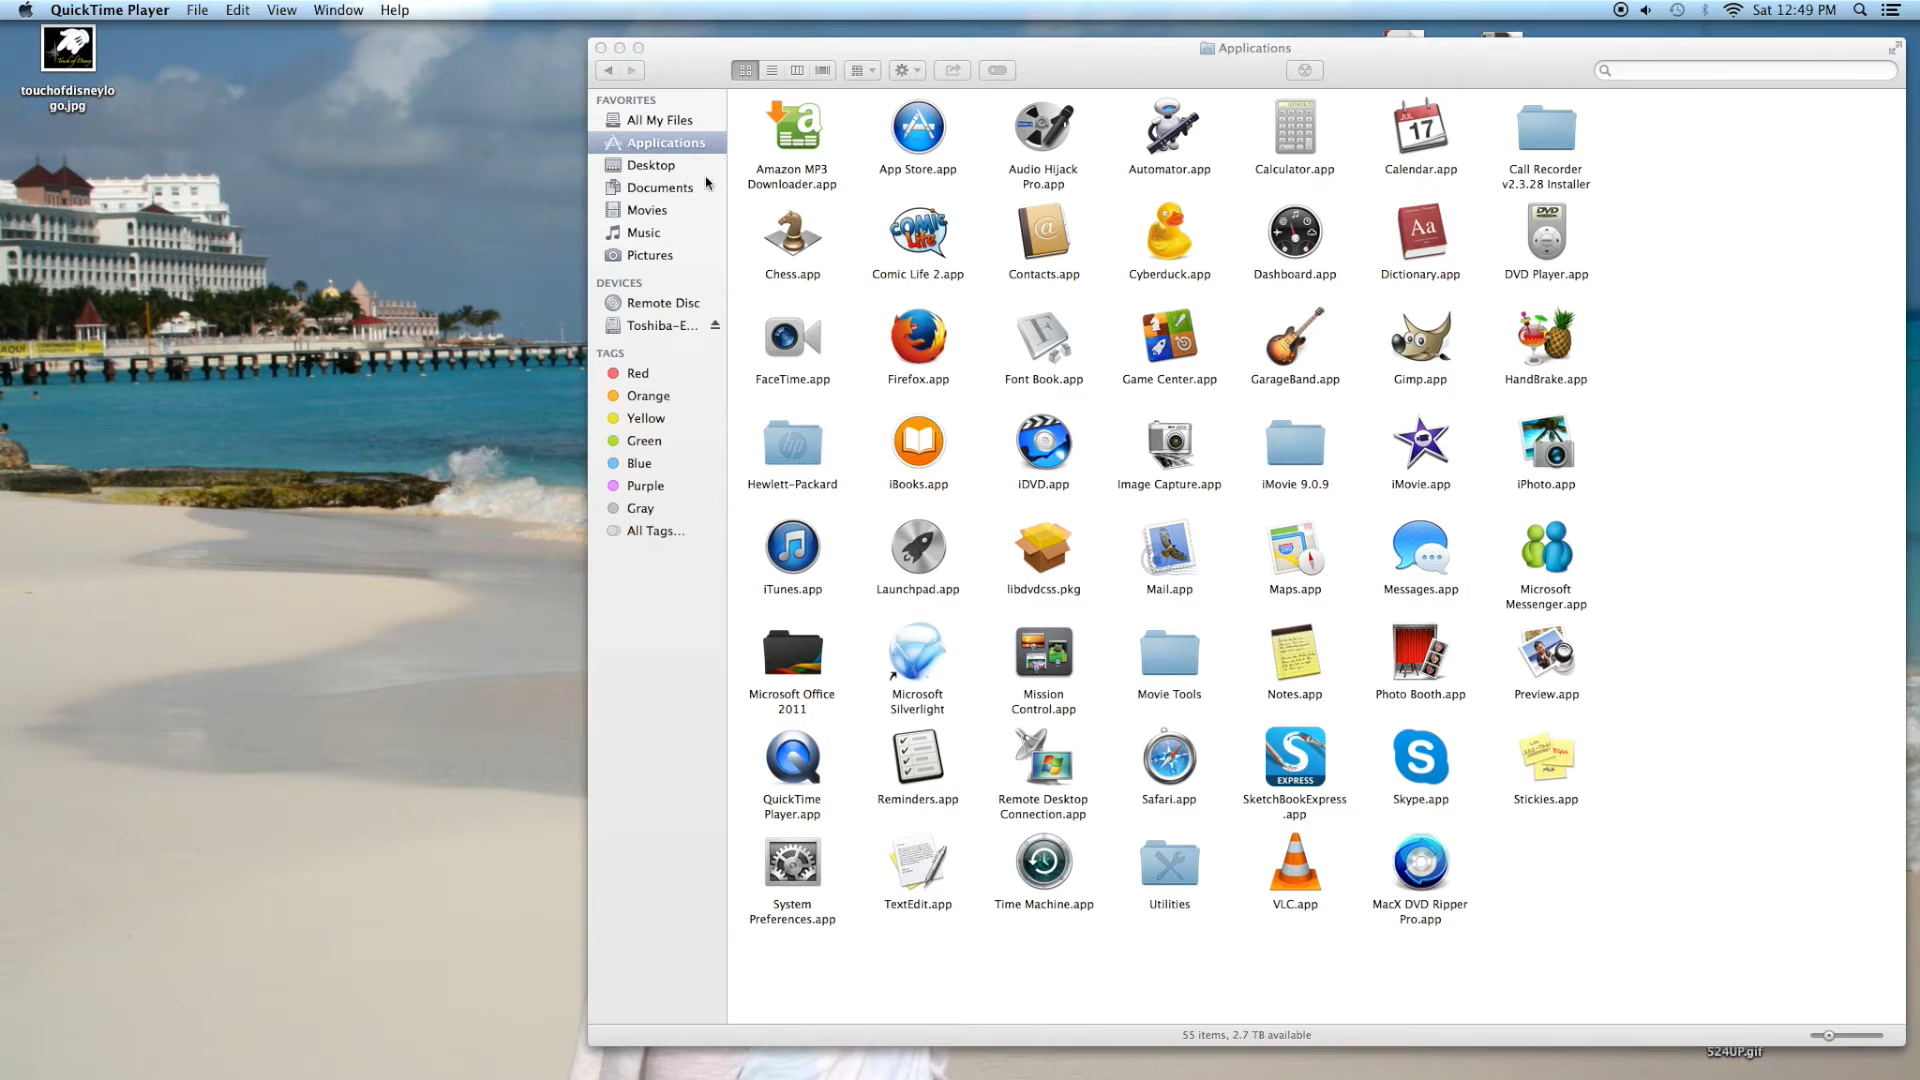 QuickTime Player File Edit View Window Help Sat 12:49 PM
touchofdisneylo
go.jpg
Applications
FAVORITES
All My Files
Applications
Desktop
Documents
Movies
Music
Pictures
DEVICES
Remote Disc
Toshiba-E...
TAGS
Red
Orange
Yellow
Green
Blue
Purple
Gray
All Tags...
Amazon MP3
Downloader.app
App Store.app
Audio Hijack
Pro.app
Automator.app
Calculator.app
JUL
17
Calendar.app
Call Recorder
v2.3.28 Installer
Chess.app
COMIC
Life
Comic Life 2.app
Contacts.app
Cyberduck.app
Dashboard.app
Aa
Dictionary.app
DVD
DVD Player.app
FaceTime.app
Firefox.app
Font Book.app
Game Center.app
GarageBand.app
Gimp.app
HandBrake.app
Hewlett-Packard
iBooks.app
iDVD.app
Image Capture.app
iMovie 9.0.9
iMovie.app
iPhoto.app
iTunes.app
Launchpad.app
libdvdcss.pkg
Mail.app
Maps.app
Messages.app
Microsoft
Messenger.app
Microsoft Office
2011
Microsoft
Silverlight
Mission
Control.app
Movie Tools
Notes.app
Photo Booth.app
Preview.app
QuickTime
Player.app
Reminders.app
Remote Desktop
Connection.app
Safari.app
EXPRESS
SketchBookExpress
.app
Skype.app
Stickies.app
System
Preferences.app
TextEdit.app
Time Machine.app
Utilities
VLC.app
MacX DVD Ripper
Pro.app
55 items, 2.7 TB available
524UP.gif